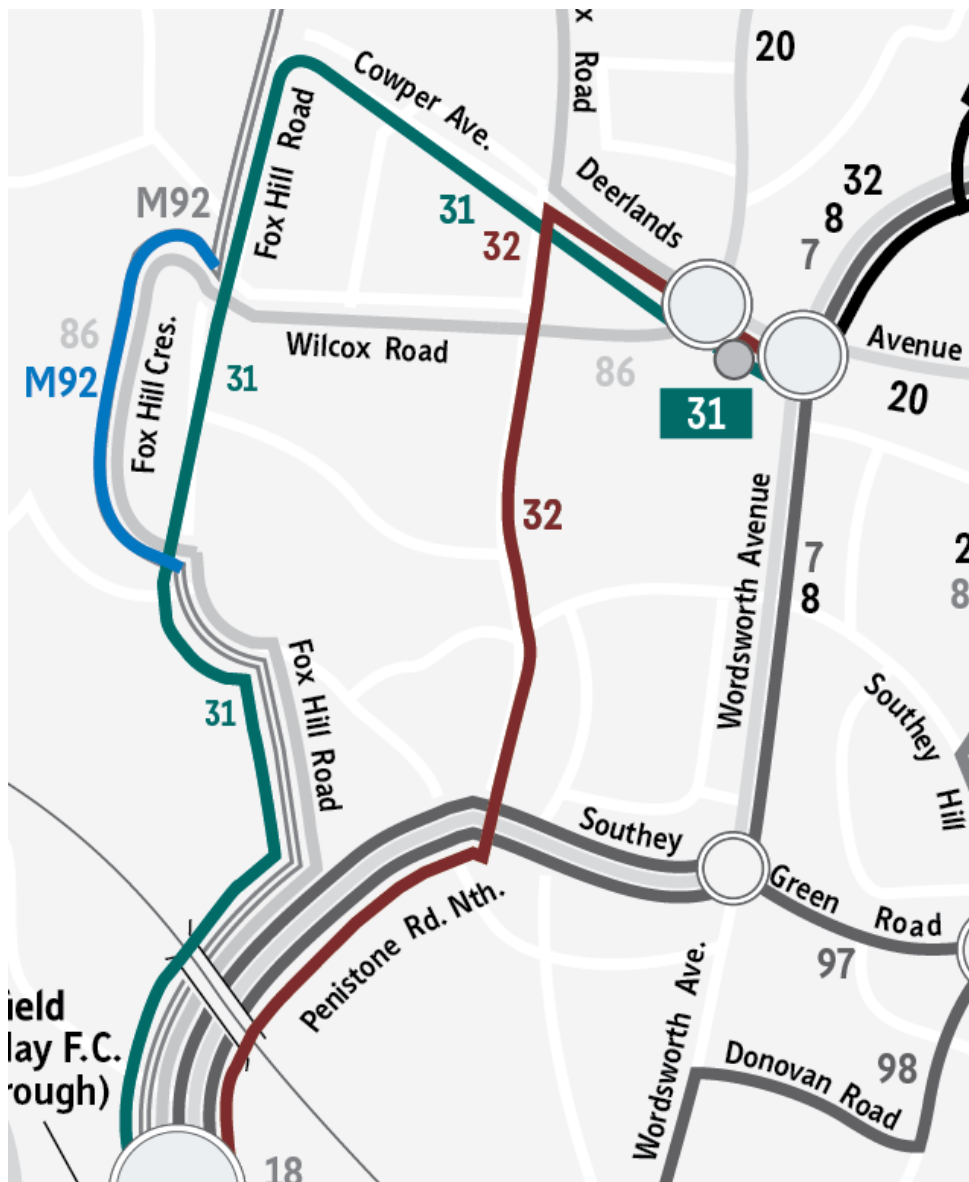 x Road
20
Cowper Ave.
Fox Hill Road
Deerlands
32
8
7
M92
31
32
86
M92
Fox Hill Cres.
31
Wilcox Road
86
31
Avenue
20
32
Wordsworth Avenue
7
8
2
8
31
Fox Hill Road
Southey
Hill
Southey
Green Road
97
Penistone Rd. Nth.
Wordsworth Ave.
Donovan Road
98
ield
lay F.C.
rough)
18